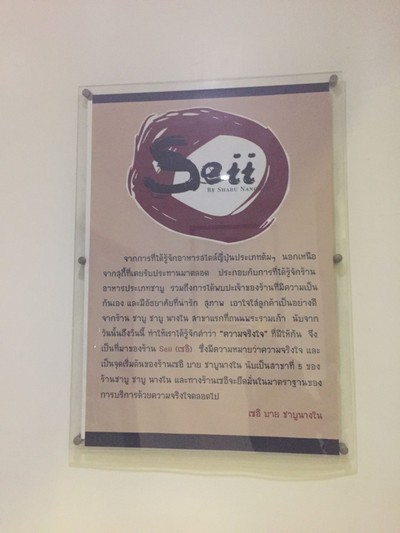 Seii
BY SHABU NANGNAI
จากการที่ได้รู้จักอาหารสไตล์ญี่ปุ่นประเภทต้มๆ นอกเหนือ
จากสุกี้ที่เคยรับประทานมาตลอด ประกอบกับการที่ได้รู้จักร้าน
อาหารประเภทชาบู รวมถึงการได้พบปะเจ้าของร้านที่มีความเป็น
กันเอง และมีอัธยาศัยที่น่ารัก สุภาพ เอาใจใส่ลูกค้าเป็นอย่างดี
จากร้าน ชาบู ชาบู นางใน สาขาแรกที่ถนนพระรามเก้า นับจาก
วันนั้นถึงวันนี้ ทำให้เราได้รู้จักคำว่า "ความจริงใจ" ที่มีให้กัน จึง
เป็นที่มาของร้าน Seii (เซอิ) ซึ่งมีความหมายว่าความจริงใจ และ
เป็นจุดเริ่มต้นของร้านเซอิ บาย ชาบูนางใน นับเป็นสาขาที่ 5 ของ
ร้านชาบู ชาบู นางใน และทางร้านเซอิจะยึดมั่นในมาตราฐานของ
การบริการด้วยความจริงใจตลอดไป
เซอิ บาย ชาบูนางใน